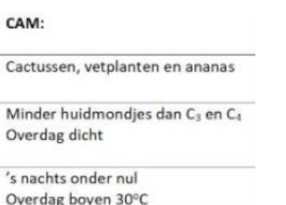 CAM:
Cactussen, vetplanten en ananas
Minder huidmondjes dan C₃ en C₄
Overdag dicht
's nachts onder nul
Overdag boven 30°C